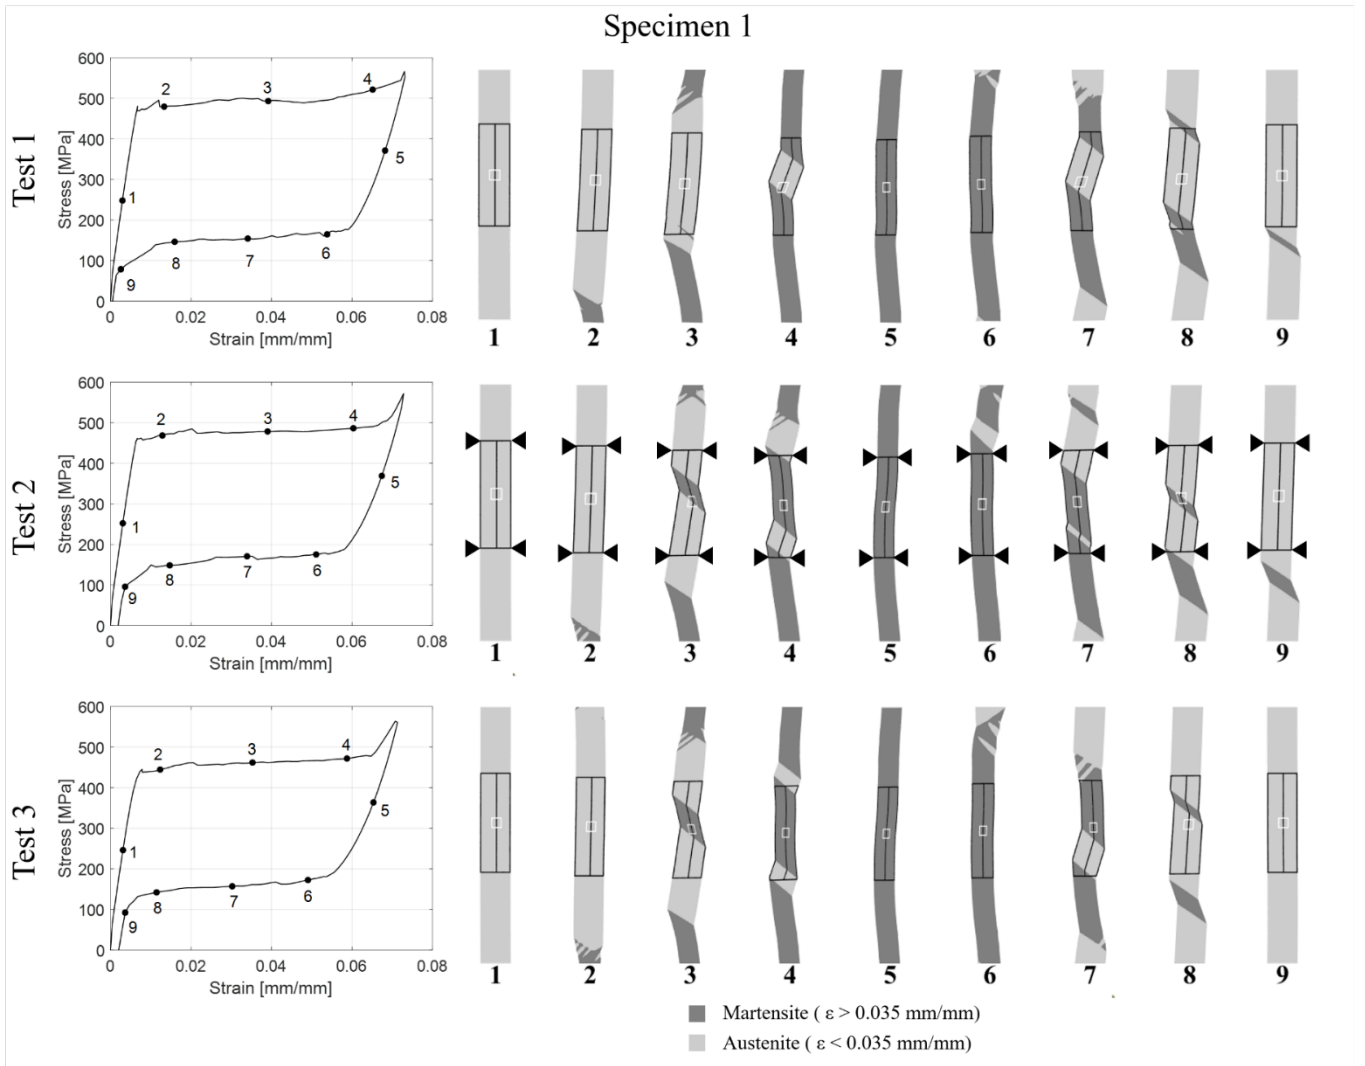 Specimen 1
Test 1
Stress [MPa]
600
500
400
300
200
100
0
0 0.02 0.04 0.06 0.08
Strain [mm/mm]
1
2
3
4
5
6
7
8
9
1 2 3 4 5 6 7 8 9
Test 2
Stress [MPa]
600
500
400
300
200
100
0
0 0.02 0.04 0.06 0.08
Strain [mm/mm]
1
2
3
4
5
6
7
8
9
1 2 3 4 5 6 7 8 9
Test 3
Stress [MPa]
600
500
400
300
200
100
0
0 0.02 0.04 0.06 0.08
Strain [mm/mm]
1
2
3
4
5
6
7
8
9
1 2 3 4 5 6 7 8 9
Martensite ( ε > 0.035 mm/mm)
Austenite ( ε < 0.035 mm/mm)